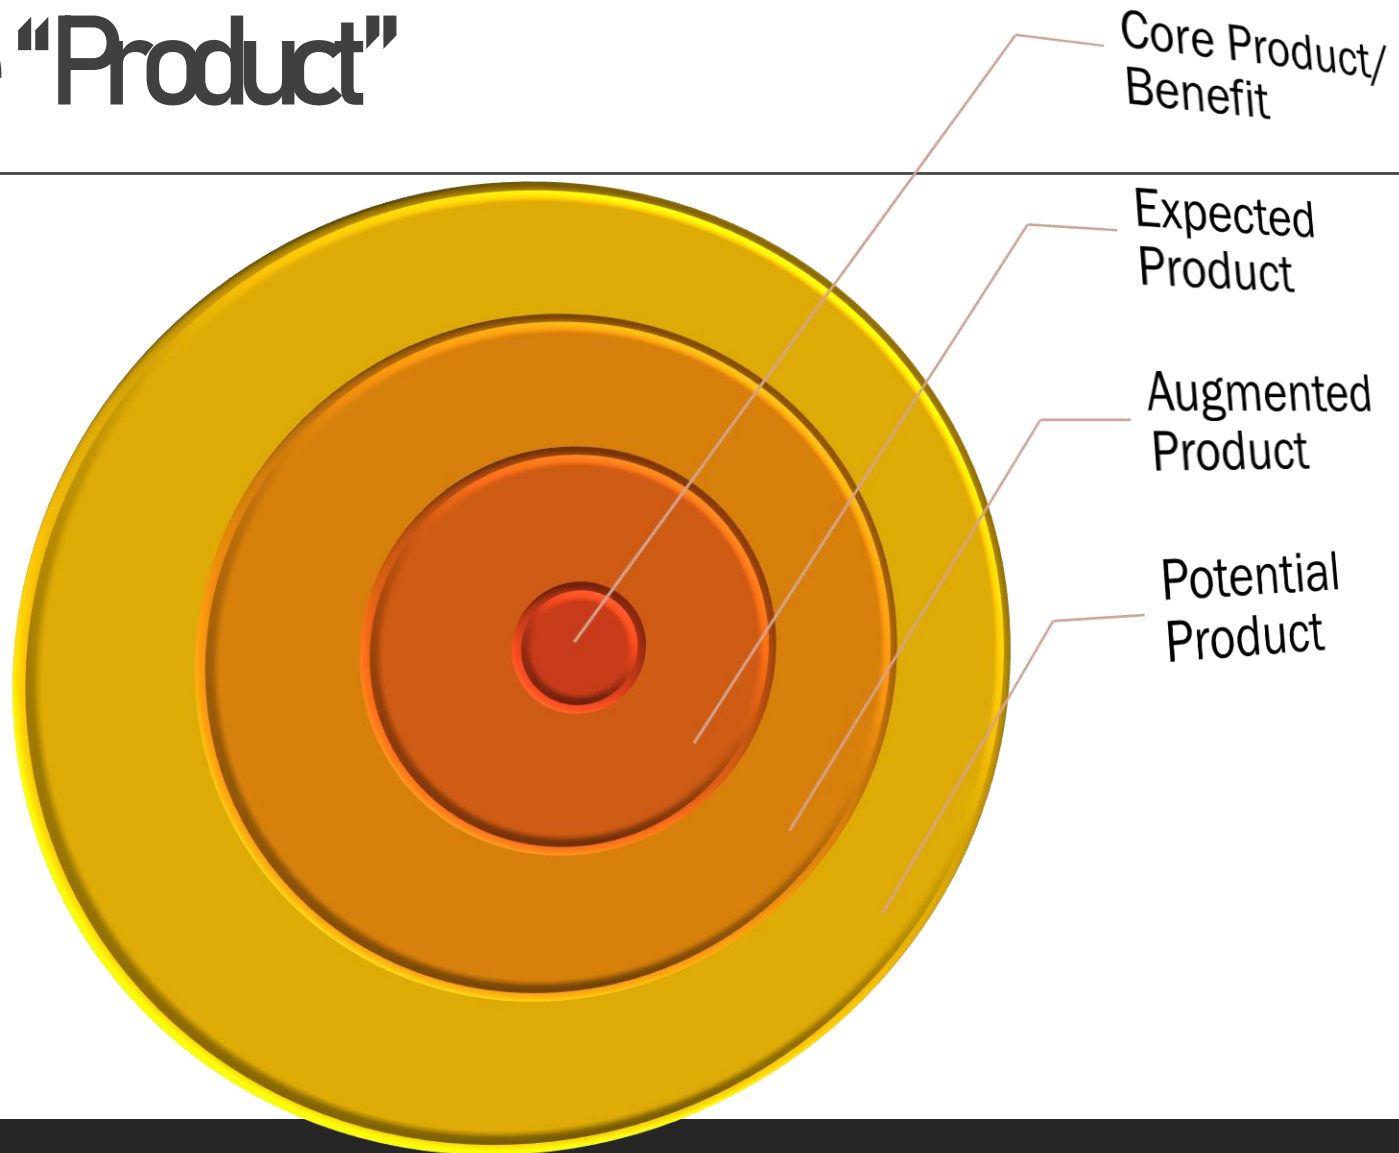 “Product”
Core Product/
Benefit
Expected
Product
Augmented
Product
Potential
Product